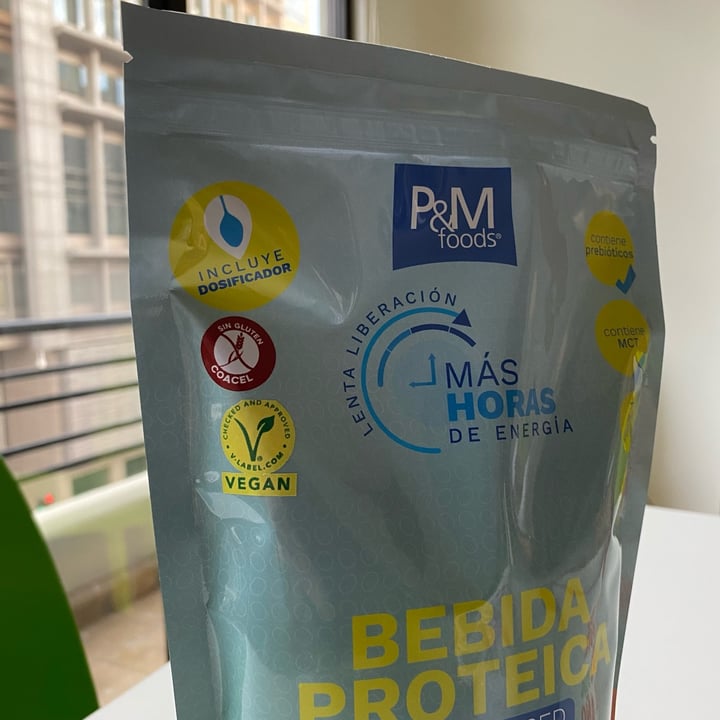 P&M
foods®
INCLUYE
DOSIFICADOR
contiene
prebióticos
LENTA LIBERACIÓN
MÁS
HORAS
DE ENERGÍA
SIN GLUTEN
COACEL
contiene
MCT
CHECKED AND APPROVED
V-LABEL.COM
VEGAN
BEBIDA
PROTEICA